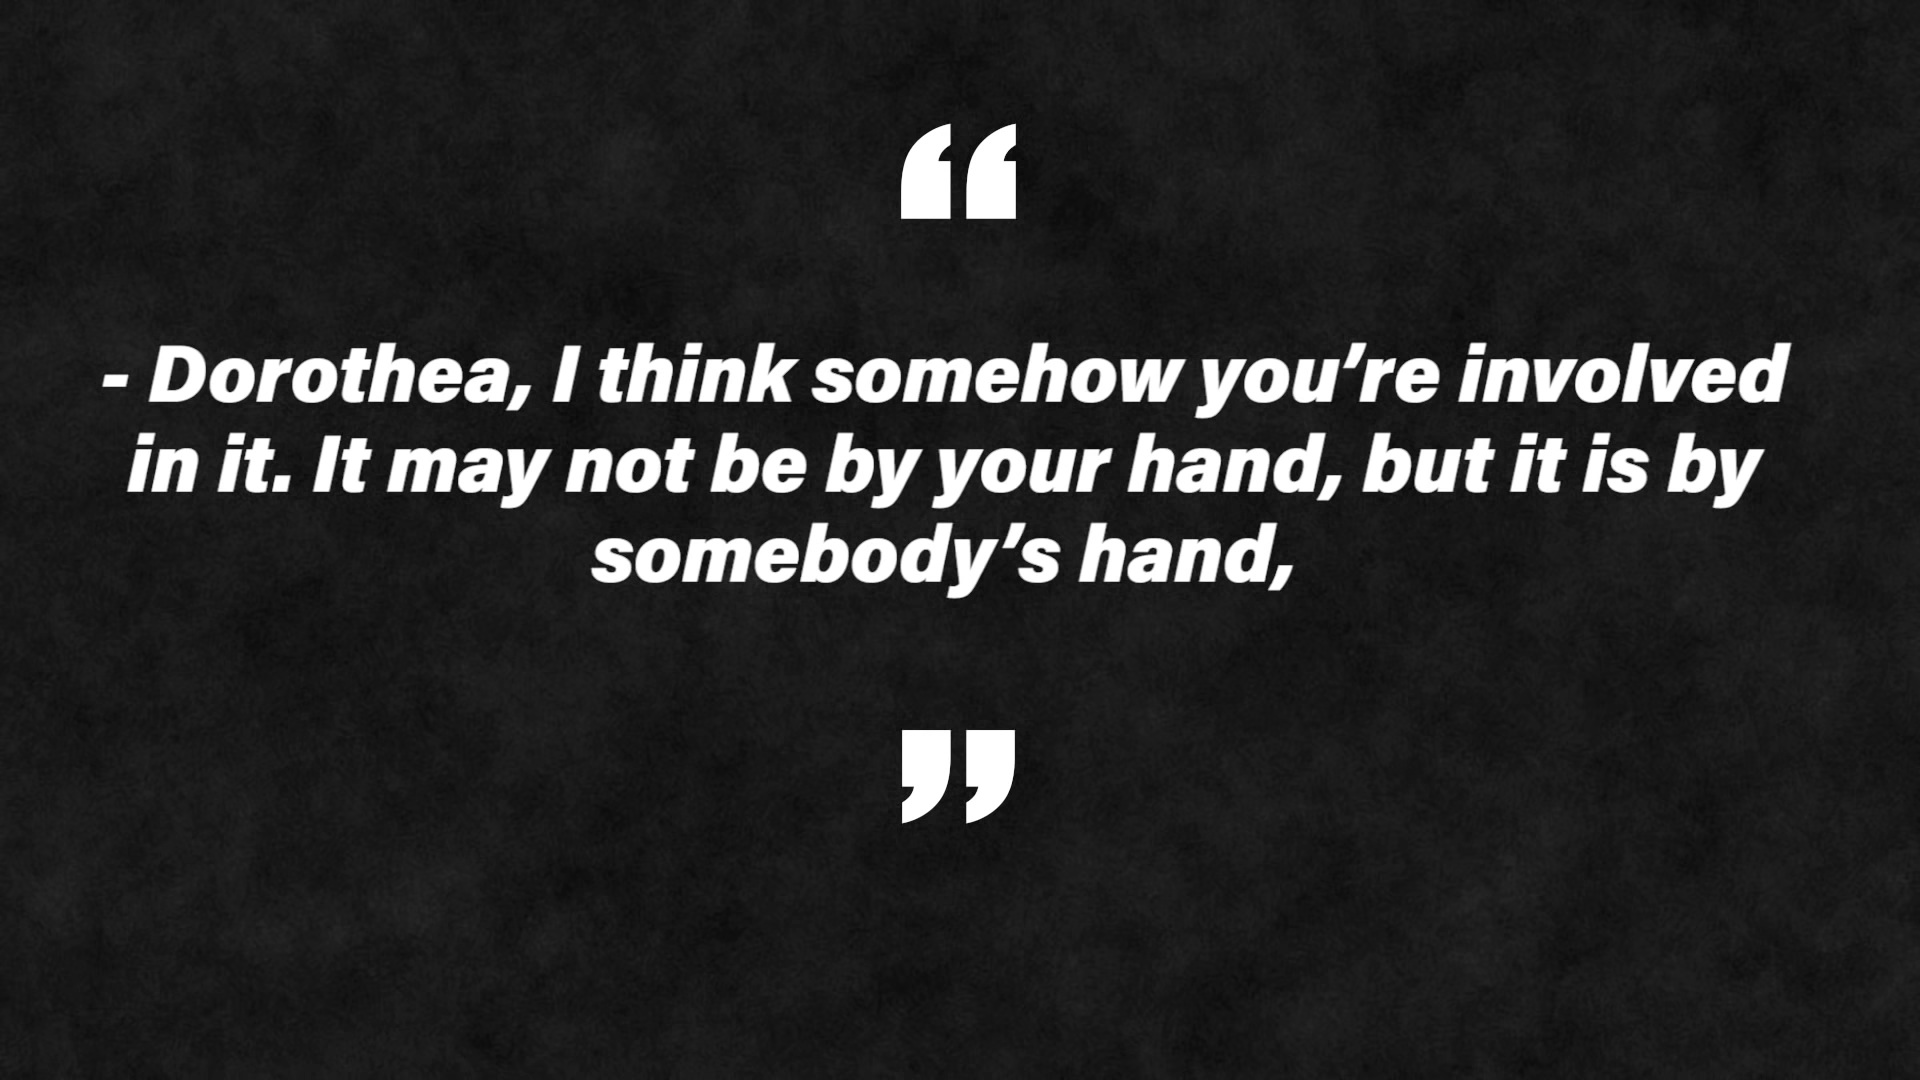 “
- Dorothea, I think somehow you’re involved
in it. It may not be by your hand, but it is by
somebody’s hand,
”